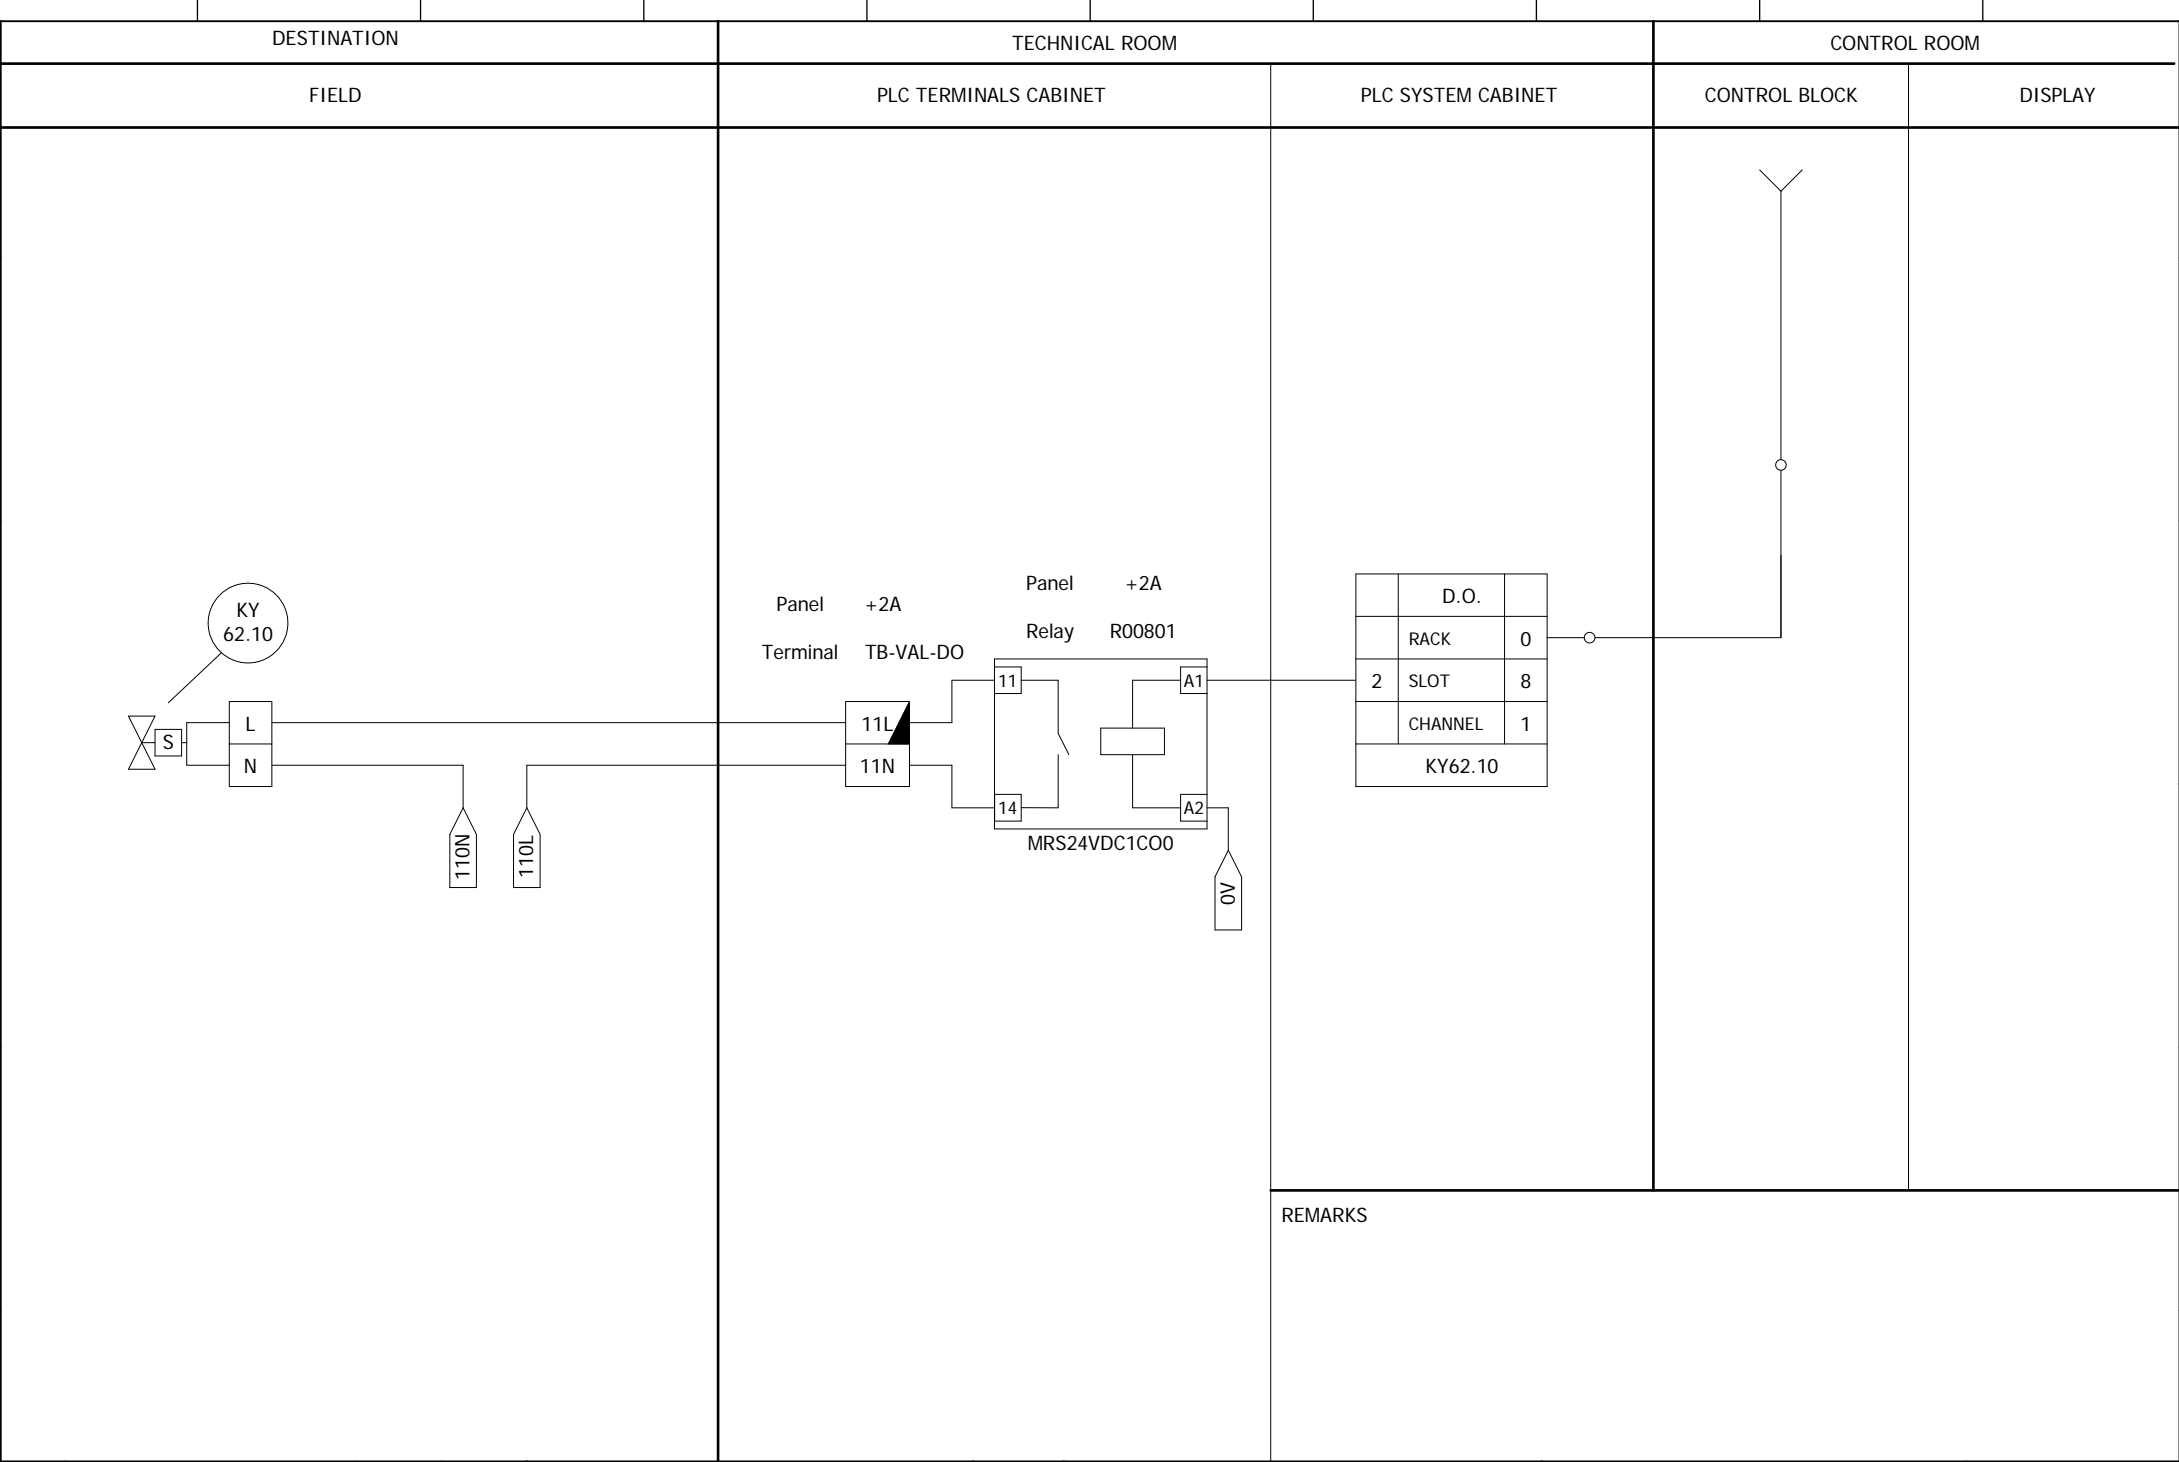 DESTINATION
TECHNICAL ROOM
CONTROL ROOM
FIELD
PLC TERMINALS CABINET
PLC SYSTEM CABINET
CONTROL BLOCK
DISPLAY
KY
62.10
S
L
N
110N
110L
Panel +2A
Terminal TB-VAL-DO
11L
11N
Panel +2A
Relay R00801
11
14
A1
A2
MRS24VDC1CO0
0V
D.O.
RACK 0
2 SLOT 8
CHANNEL 1
KY62.10
REMARKS